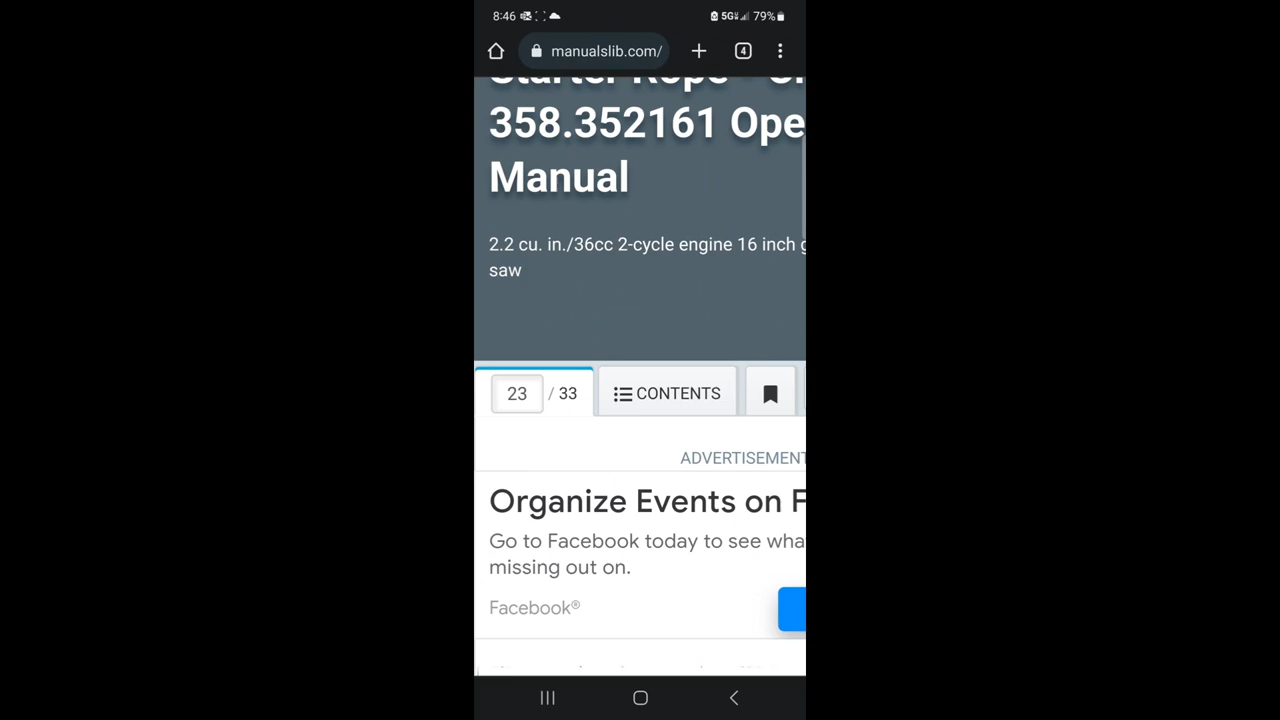 8:46 5G 79%
manualslib.com/ 4
Starter Rope
358.352161 Ope
Manual
2.2 cu. in./36cc 2-cycle engine 16 inch g
saw
23 / 33 CONTENTS
ADVERTISEMENT
Organize Events on F
Go to Facebook today to see wha
missing out on.
Facebook®